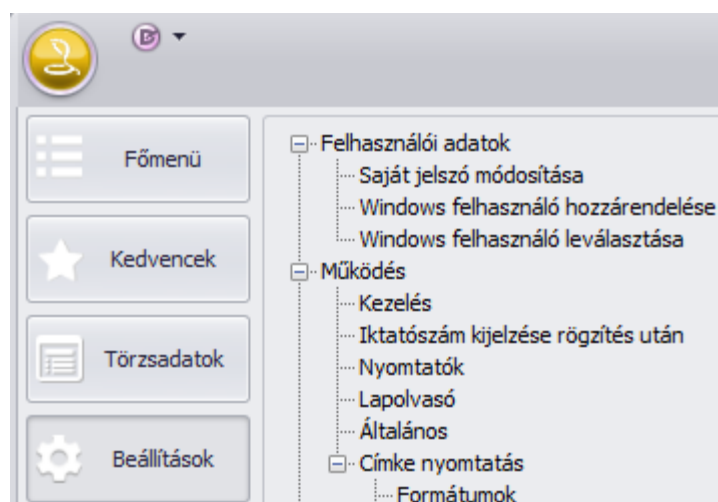 Főmenü
Kedvencek
Törzsadatok
Beállítások
Felhasználói adatok
Saját jelszó módosítása
Windows felhasználó hozzárendelése
Windows felhasználó leválasztása
Működés
Kezelés
Iktatószám kijelzése rögzítés után
Nyomtatók
Lapolvasó
Általános
Címke nyomtatás
Formátumok